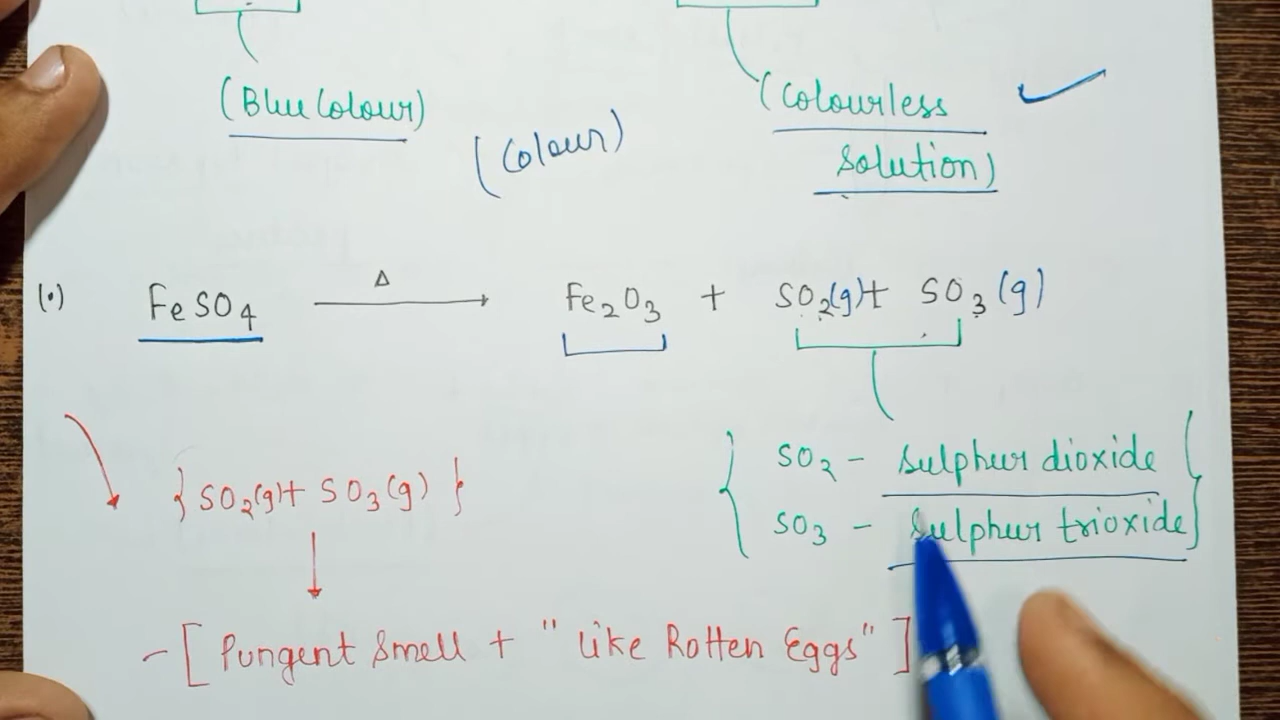 (Blue Colour)
(Colourless
solution)
(Colour)
(•) FeSO4 Δ Fe2O3 + SO2(g)+ SO3(g)
{ SO2 - Sulphur dioxide
SO3 - Sulphur trioxide }
{SO2(g)+ SO3(g)}
- [ Pungent Smell + "like Rotten Eggs" ]